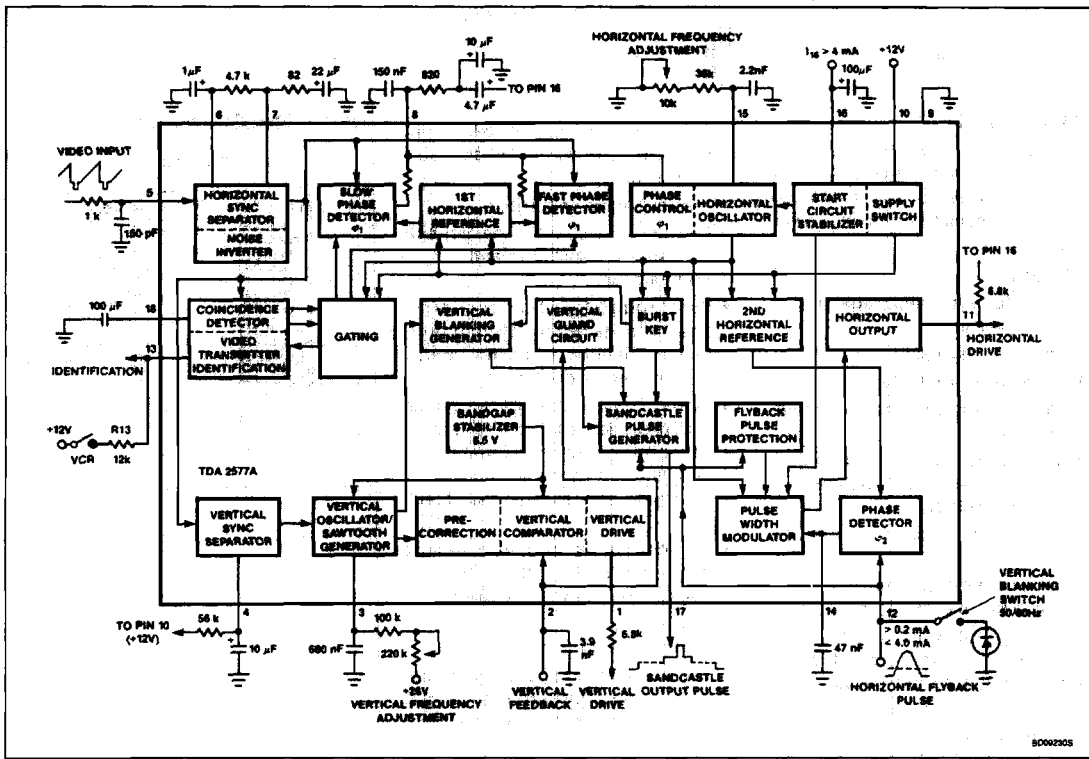 10 µF
HORIZONTAL FREQUENCY
ADJUSTMENT
I16 > 4 mA
+12V
1µF
4.7 k
82
22 µF
150 nF
820
4.7 µF
TO PIN 16
10k
2.2nF
100µF
6
7
8
15
16
10
9
VIDEO INPUT
5
1 k
150 pF
HORIZONTAL
SYNC
SEPARATOR
NOISE
INVERTER
SLOW
PHASE
DETECTOR
φ1
1ST
HORIZONTAL
REFERENCE
FAST PHASE
DETECTOR
φ1
PHASE
CONTROL
φ1
HORIZONTAL
OSCILLATOR
START
CIRCUIT
STABILIZER
SUPPLY
SWITCH
TO PIN 16
100 µF
18
COINCIDENCE
DETECTOR
VIDEO
TRANSMITTER
IDENTIFICATION
GATING
VERTICAL
BLANKING
GENERATOR
VERTICAL
GUARD
CIRCUIT
BURST
KEY
2ND
HORIZONTAL
REFERENCE
HORIZONTAL
OUTPUT
11
HORIZONTAL
DRIVE
13
IDENTIFICATION
+12V
R13
VCR
12k
BANDGAP
STABILIZER
SANDCASTLE
PULSE
GENERATOR
FLYBACK
PULSE
PROTECTION
TDA 2577A
VERTICAL
SYNC
SEPARATOR
VERTICAL
OSCILLATOR/
SAWTOOTH
GENERATOR
PRE-
CORRECTION
VERTICAL
COMPARATOR
VERTICAL
DRIVE
PULSE
WIDTH
MODULATOR
PHASE
DETECTOR
φ2
4
3
2
1
17
14
12
VERTICAL
BLANKING
SWITCH
50/60Hz
TO PIN 10
(+12V)
56 k
10 µF
680 nF
100 k
220 k
+26V
VERTICAL FREQUENCY
ADJUSTMENT
3.9
nF
VERTICAL
FEEDBACK
VERTICAL
DRIVE
SANDCASTLE
OUTPUT PULSE
47 nF
> 0.2 mA
< 4.0 mA
HORIZONTAL FLYBACK
PULSE
BD09230S